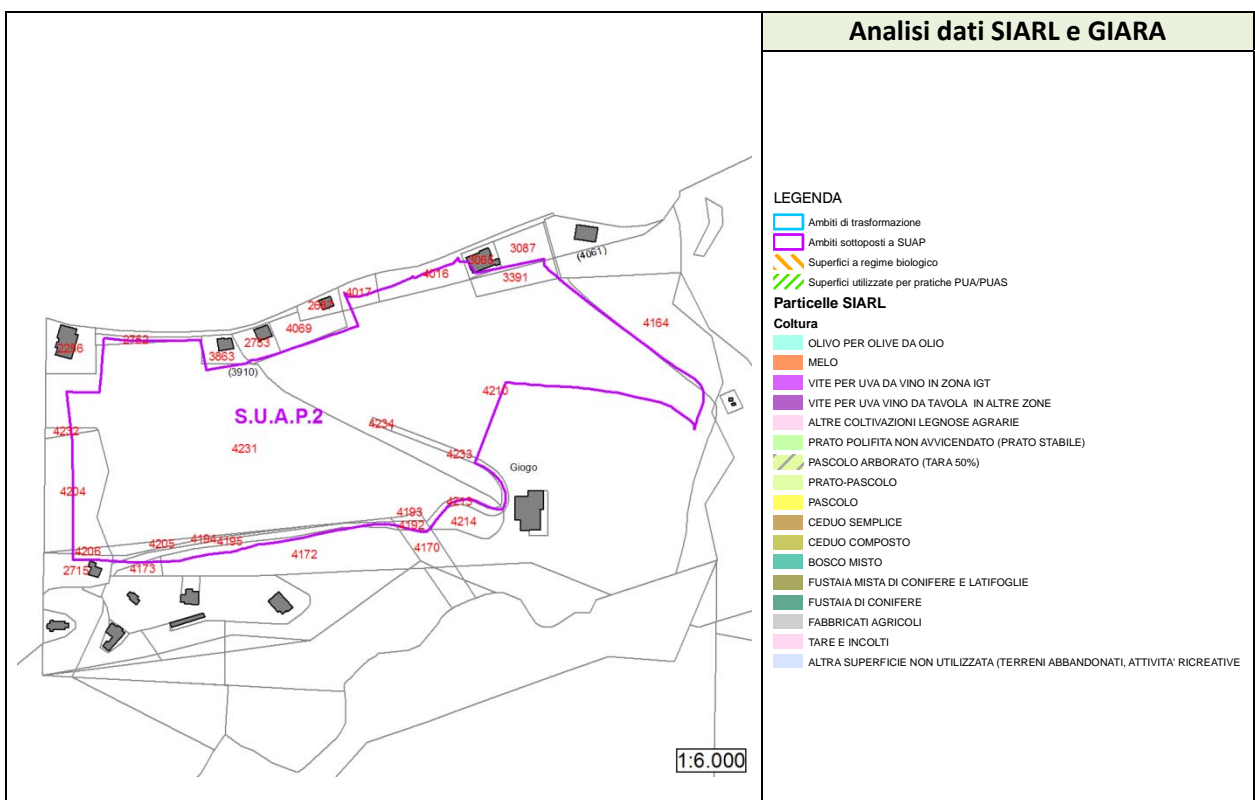 Analisi dati SIARL e GIARA
LEGENDA
Ambiti di trasformazione
Ambiti sottoposti a SUAP
Superfici a regime biologico
Superfici utilizzate per pratiche PUA/PUAS
Particelle SIARL
Coltura
OLIVO PER OLIVE DA OLIO
MELO
VITE PER UVA DA VINO IN ZONA IGT
VITE PER UVA VINO DA TAVOLA IN ALTRE ZONE
ALTRE COLTIVAZIONI LEGNOSE AGRARIE
PRATO POLIFITA NON AVVICENDATO (PRATO STABILE)
PASCOLO ARBORATO (TARA 50%)
PRATO-PASCOLO
PASCOLO
CEDUO SEMPLICE
CEDUO COMPOSTO
BOSCO MISTO
FUSTAIA MISTA DI CONIFERE E LATIFOGLIE
FUSTAIA DI CONIFERE
FABBRICATI AGRICOLI
TARE E INCOLTI
ALTRA SUPERFICIE NON UTILIZZATA (TERRENI ABBANDONATI, ATTIVITA' RICREATIVE
3087
(4061)
3065
4016
3391
4017
4164
4069
2753
2762
2286
3863
(3910)
4210
S.U.A.P.2
4234
4232
4231
4233
Giogo
4204
4213
4193
4214
4192
4194
4195
4205
4206
4172
4170
2715
4173
1:6.000